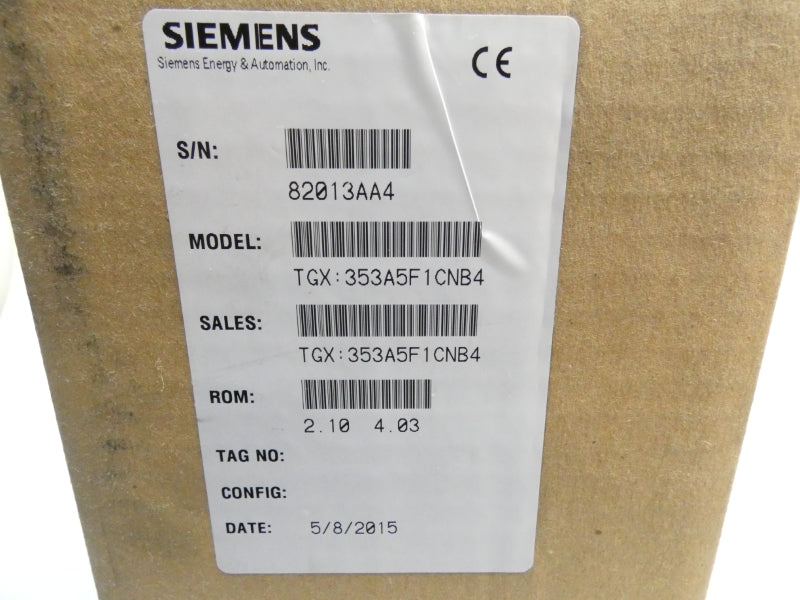 SIEMENS
Siemens Energy & Automation, Inc.
CE
S/N:
82013AA4
MODEL:
TGX:353A5F1CNB4
SALES:
TGX:353A5F1CNB4
ROM:
2.10 4.03
TAG NO:
CONFIG:
DATE: 5/8/2015